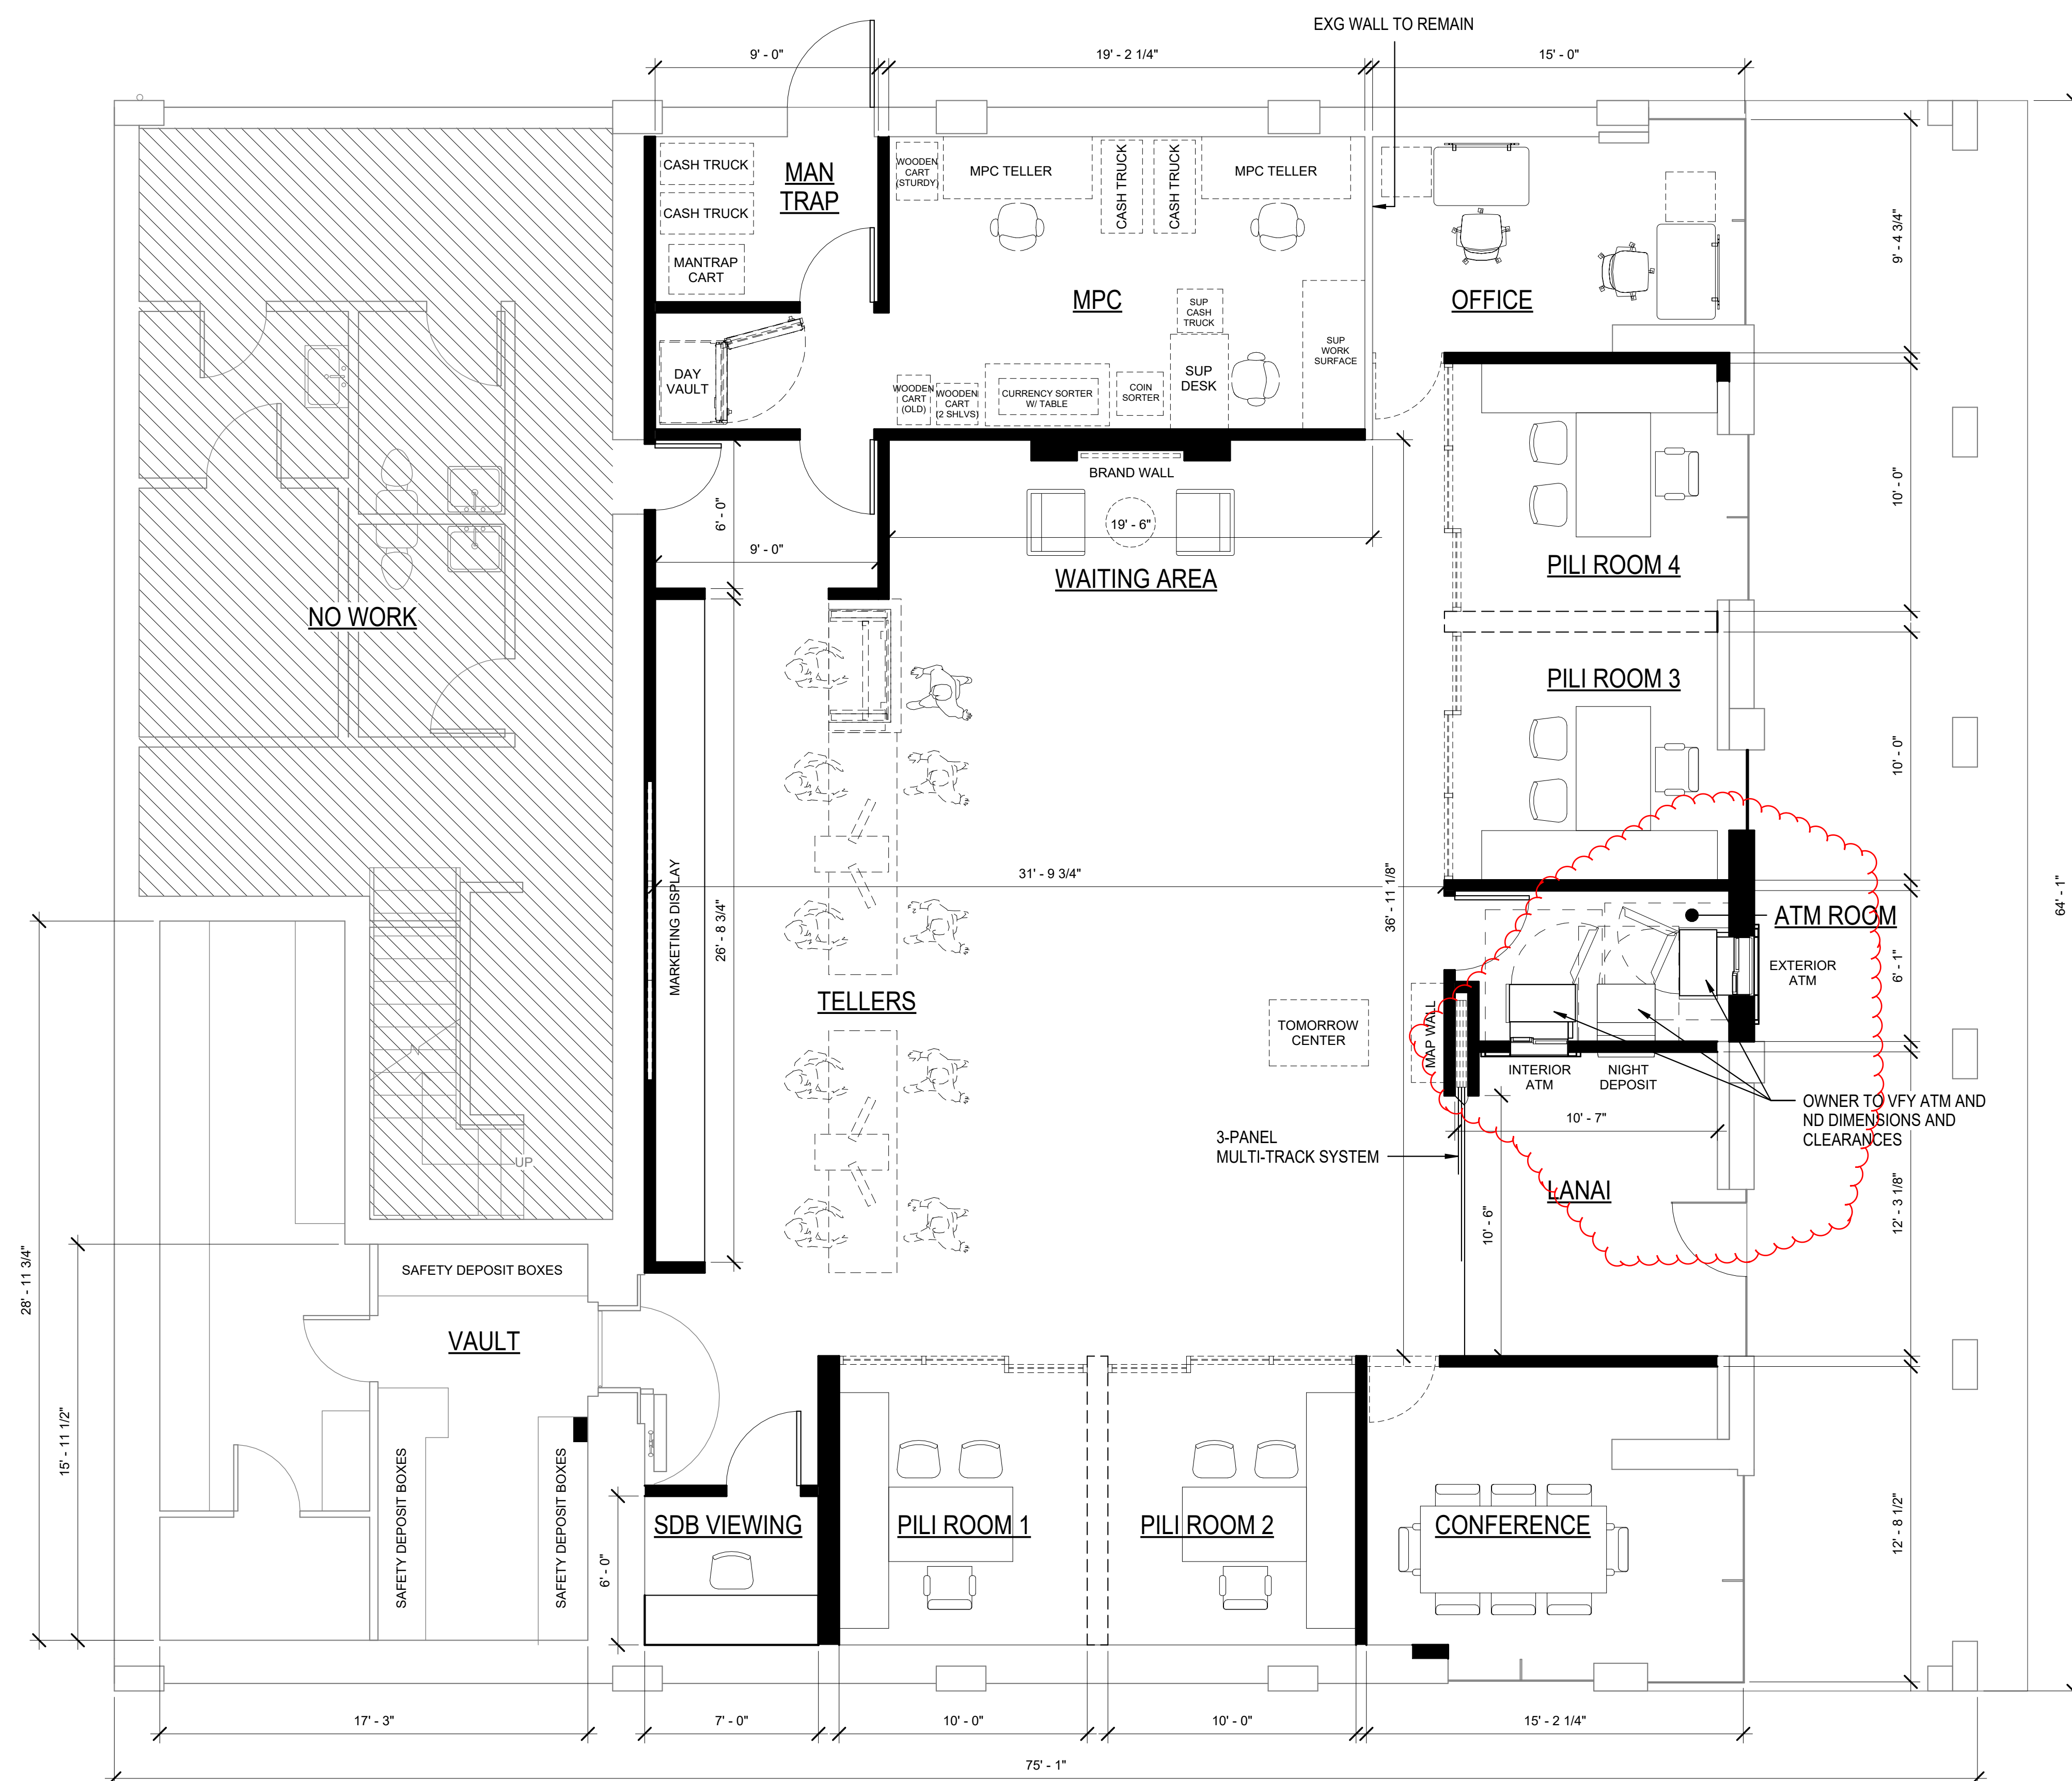 EXG WALL TO REMAIN
9' - 0"
19' - 2 1/4"
15' - 0"
CASH TRUCK
CASH TRUCK
MANTRAP
CART
MAN
TRAP
WOODEN
CART
(STURDY)
MPC TELLER
CASH TRUCK
CASH TRUCK
MPC TELLER
9' - 4 3/4"
MPC
OFFICE
SUP
CASH
TRUCK
SUP
WORK
SURFACE
DAY
VAULT
WOODEN
CART
(OLD)
WOODEN
CART
(2 SHLVS)
CURRENCY SORTER
W/ TABLE
COIN
SORTER
SUP
DESK
BRAND WALL
10' - 0"
6' - 0"
19' - 6"
9' - 0"
WAITING AREA
PILI ROOM 4
NO WORK
PILI ROOM 3
10' - 0"
MARKETING DISPLAY
26' - 8 3/4"
31' - 9 3/4"
36' - 11 1/8"
64' - 1"
ATM ROOM
6' - 1"
EXTERIOR
ATM
TELLERS
TOMORROW
CENTER
MAP WALL
INTERIOR
ATM
NIGHT
DEPOSIT
OWNER TO VFY ATM AND
ND DIMENSIONS AND
CLEARANCES
10' - 7"
3-PANEL
MULTI-TRACK SYSTEM
UP
LANAI
10' - 6"
12' - 3 1/8"
28' - 11 3/4"
SAFETY DEPOSIT BOXES
VAULT
15' - 11 1/2"
SAFETY DEPOSIT BOXES
SAFETY DEPOSIT BOXES
SDB VIEWING
PILI ROOM 1
PILI ROOM 2
CONFERENCE
6' - 0"
12' - 8 1/2"
17' - 3"
7' - 0"
10' - 0"
10' - 0"
15' - 2 1/4"
75' - 1"